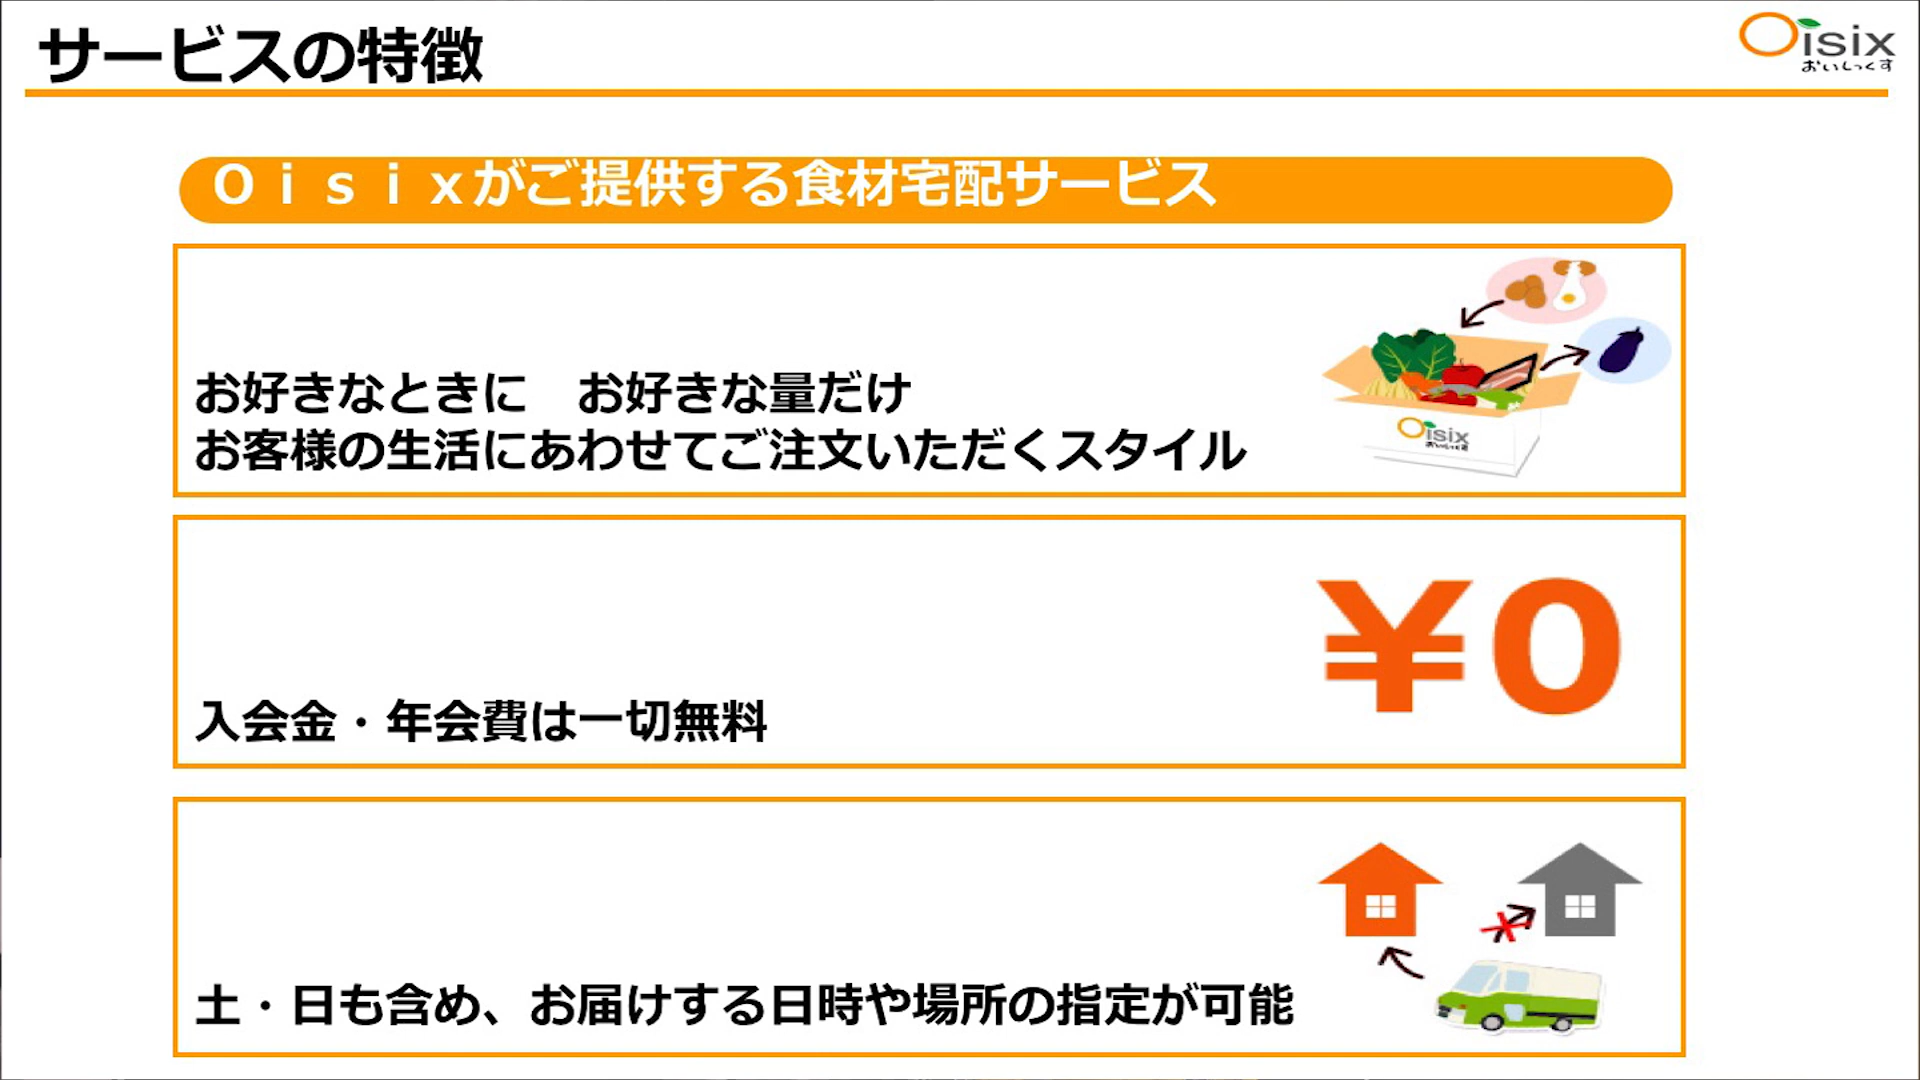 サービスの特徴
Oisix
おいしっくす
Ｏｉｓｉｘがご提供する食材宅配サービス
お好きなときに　お好きな量だけ
お客様の生活にあわせてご注文いただくスタイル
Oisix
おいしっくす
入会金・年会費は一切無料
¥0
土・日も含め、お届けする日時や場所の指定が可能